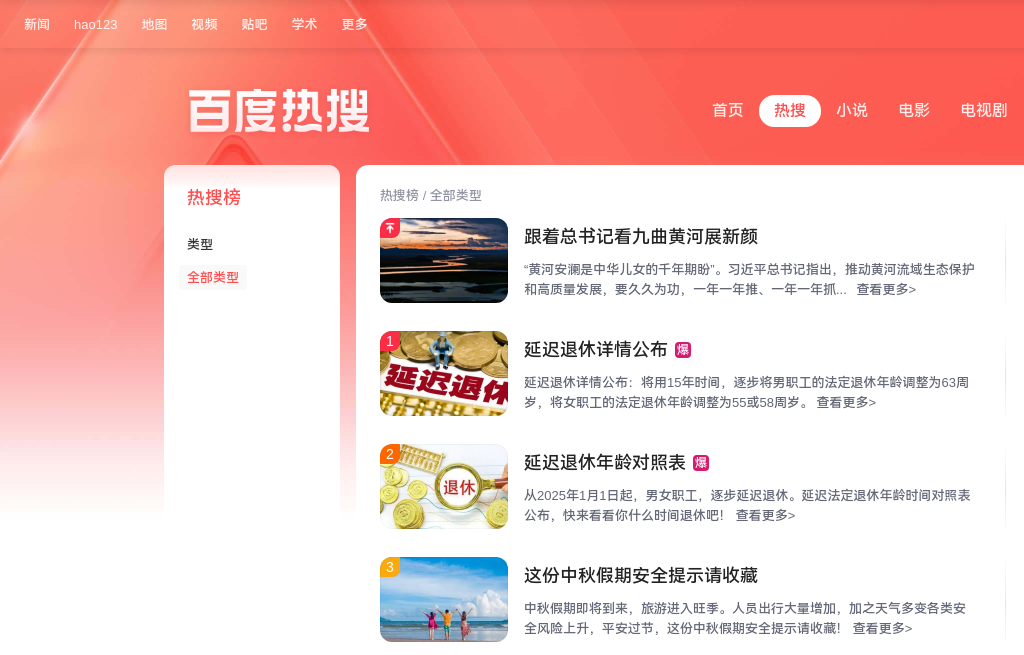 新闻 hao123 地图 视频 贴吧 学术 更多
百度热搜
首页 热搜 小说 电影 电视剧
热搜榜
类型
全部类型
热搜榜 / 全部类型
跟着总书记看九曲黄河展新颜
“黄河安澜是中华儿女的千年期盼”。习近平总书记指出，推动黄河流域生态保护
和高质量发展，要久久为功，一年一年推、一年一年抓... 查看更多>
1
延迟退休
延迟退休详情公布 爆
延迟退休详情公布：将用15年时间，逐步将男职工的法定退休年龄调整为63周
岁，将女职工的法定退休年龄调整为55或58周岁。 查看更多>
2
退休
延迟退休年龄对照表 爆
从2025年1月1日起，男女职工，逐步延迟退休。延迟法定退休年龄时间对照表
公布，快来看看你什么时间退休吧！ 查看更多>
3
这份中秋假期安全提示请收藏
中秋假期即将到来，旅游进入旺季。人员出行大量增加，加之天气多变各类安
全风险上升，平安过节，这份中秋假期安全提示请收藏！ 查看更多>